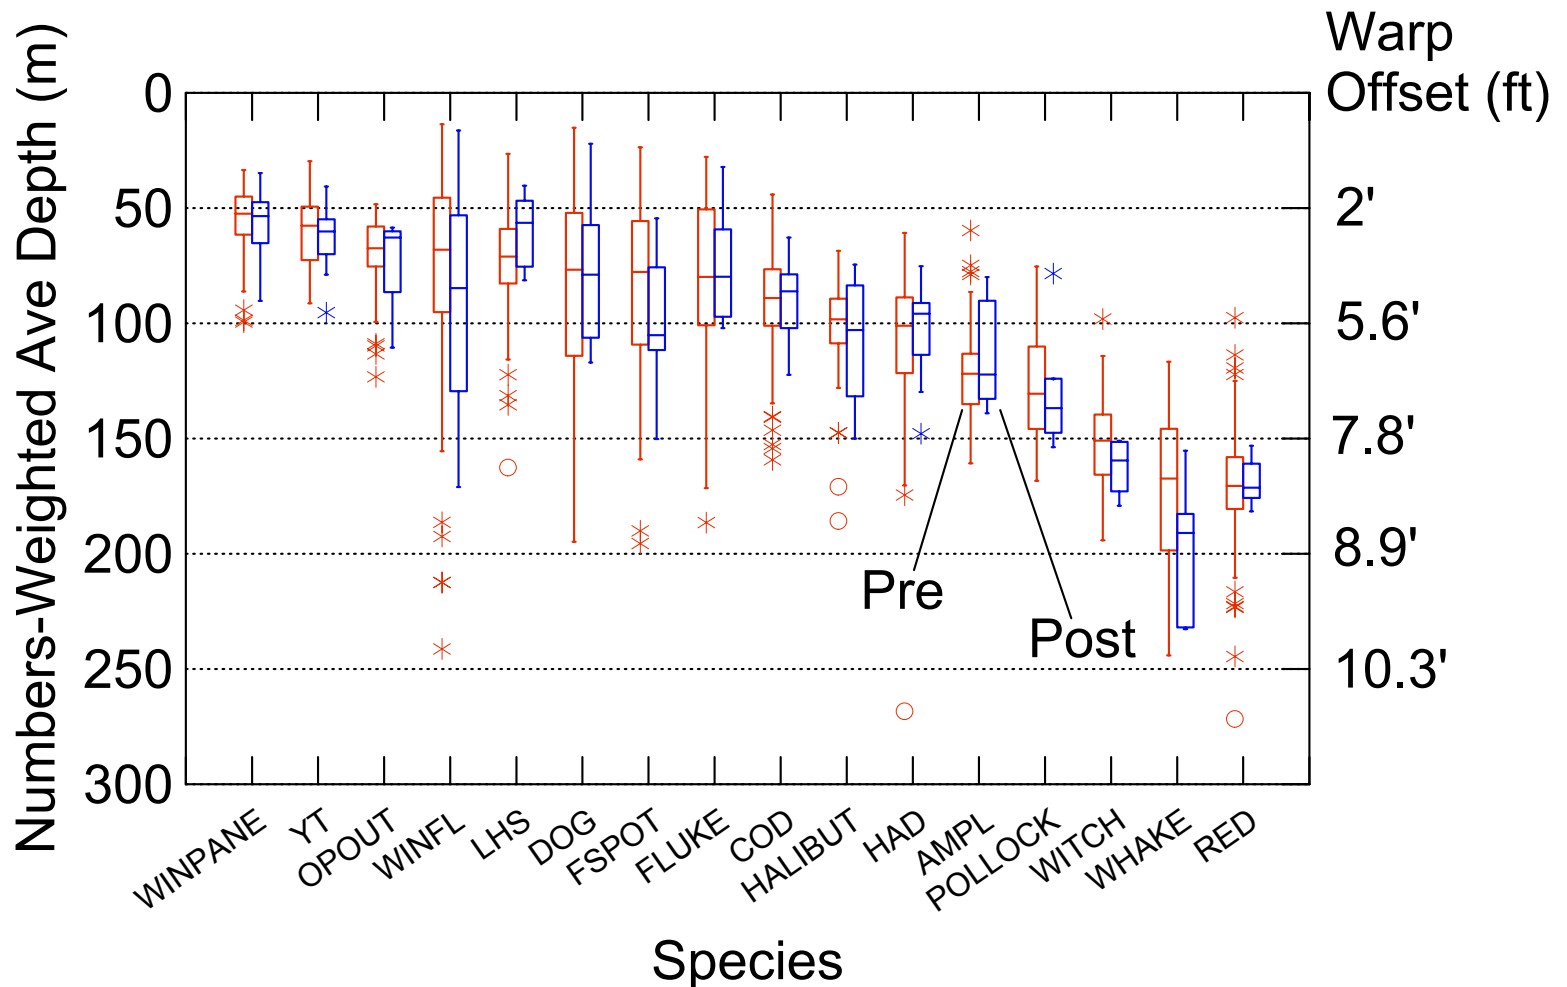 Warp
Offset (ft)
Numbers-Weighted Ave Depth (m)
0
50
100
150
200
250
300
2'
5.6'
7.8'
8.9'
10.3'
Pre
Post
WINPANE
YT
OPOUT
WINFL
LHS
DOG
FSPOT
FLUKE
COD
HALIBUT
HAD
AMPL
POLLOCK
WITCH
WHAKE
RED
Species